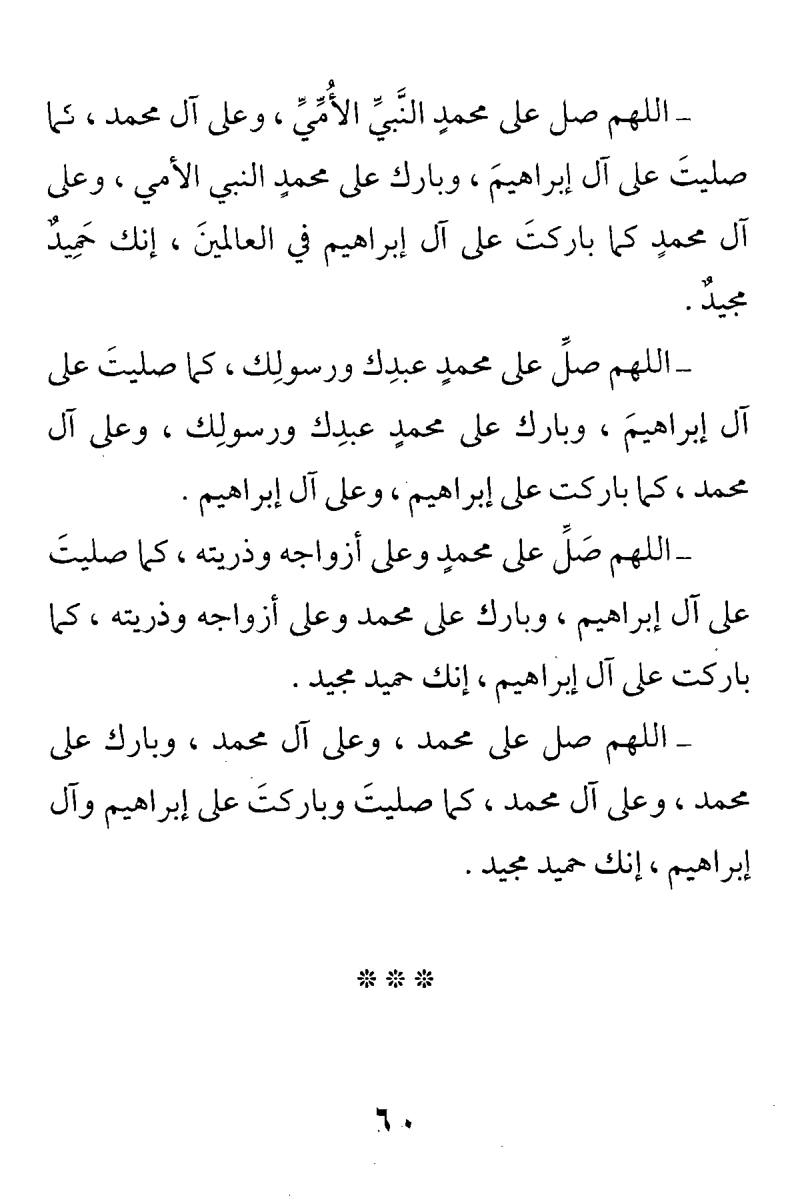 ـ اللهم صل على محمدٍ النَّبيِّ الأُمِّيِّ ، وعلى آل محمد ، كما
صليتَ على آل إبراهيمَ ، وبارك على محمدٍ النبي الأمي ، وعلى
آل محمدٍ كما باركتَ على آل إبراهيم في العالمينَ ، إنك حَمِيدٌ
مجيدٌ .
ـ اللهم صلِّ على محمدٍ عبدِك ورسولِك ، كما صليتَ على
آل إبراهيمَ ، وبارك على محمدٍ عبدِك ورسولِك ، وعلى آل
محمد ، كما باركت على إبراهيم ، وعلى آل إبراهيم .
ـ اللهم صَلِّ على محمدٍ وعلى أزواجه وذريته ، كما صليتَ
على آل إبراهيم ، وبارك على محمد وعلى أزواجه وذريته ، كما
باركت على آل إبراهيم ، إنك حميد مجيد .
ـ اللهم صل على محمد ، وعلى آل محمد ، وبارك على
محمد ، وعلى آل محمد ، كما صليتَ وباركتَ على إبراهيم وآل
إبراهيم ، إنك حميد مجيد .
❊ ❊ ❊
٦٠